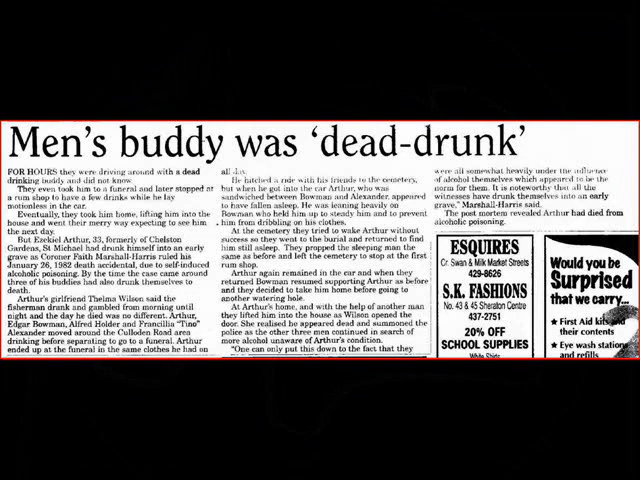 Men's buddy was 'dead-drunk'
FOR HOURS they were driving around with a dead
drinking buddy and did not know.
They even took him to a funeral and later stopped at
a rum shop to have a few drinks while he lay
motionless in the car.
Eventually, they took him home, lifting him into the
house and went their merry way expecting to see him
the next day.
But Ezekiel Arthur, 33, formerly of Chelston
Gardens, St Michael had drunk himself into an early
grave as Coroner Faith Marshall-Harris ruled his
January 26, 1982 death accidental, due to self-induced
alcoholic poisoning. By the time the case came around
three of his buddies had also drunk themselves to
death.
Arthur's girlfriend Thelma Wilson said the
fisherman drank and gambled from morning until
night and the day he died was no different. Arthur,
Edgar Bowman, Alfred Holder and Francillia "Tino"
Alexander moved around the Culloden Road area
drinking before separating to go to a funeral. Arthur
ended up at the funeral in the same clothes he had on
all day.
He hitched a ride with his friends to the cemetery,
but when he got into the car Arthur, who was
sandwiched between Bowman and Alexander, appeared
to have fallen asleep. He was leaning heavily on
Bowman who held him up to steady him and to prevent
him from dribbling on his clothes.
At the cemetery they tried to wake Arthur without
success so they went to the burial and returned to find
him still asleep. They propped the sleeping man the
same as before and left the cemetery to stop at the first
rum shop.
Arthur again remained in the car and when they
returned Bowman resumed supporting Arthur as before
and they decided to take him home before going to
another watering hole.
At Arthur's home, and with the help of another man
they lifted him into the house as Wilson opened the
door. She realised he appeared dead and summoned the
police as the other three men continued in search of
more alcohol unaware of Arthur's condition.
"One can only put this down to the fact that they
were all somewhat heavily under the influence
of alcohol themselves which appeared to be the
norm for them. It is noteworthy that all the
witnesses have drunk themselves into an early
grave," Marshall-Harris said.
The post mortem revealed Arthur had died from
alcoholic poisoning.
ESQUIRES
Cr. Swan & Milk Market Streets
429-8626
S.K. FASHIONS
No. 43 & 45 Sheraton Centre
437-2751
20% OFF
SCHOOL SUPPLIES
White Shirts
Would you be
Surprised
that we carry...
★ First Aid kits and
their contents
★ Eye wash stations
and refills